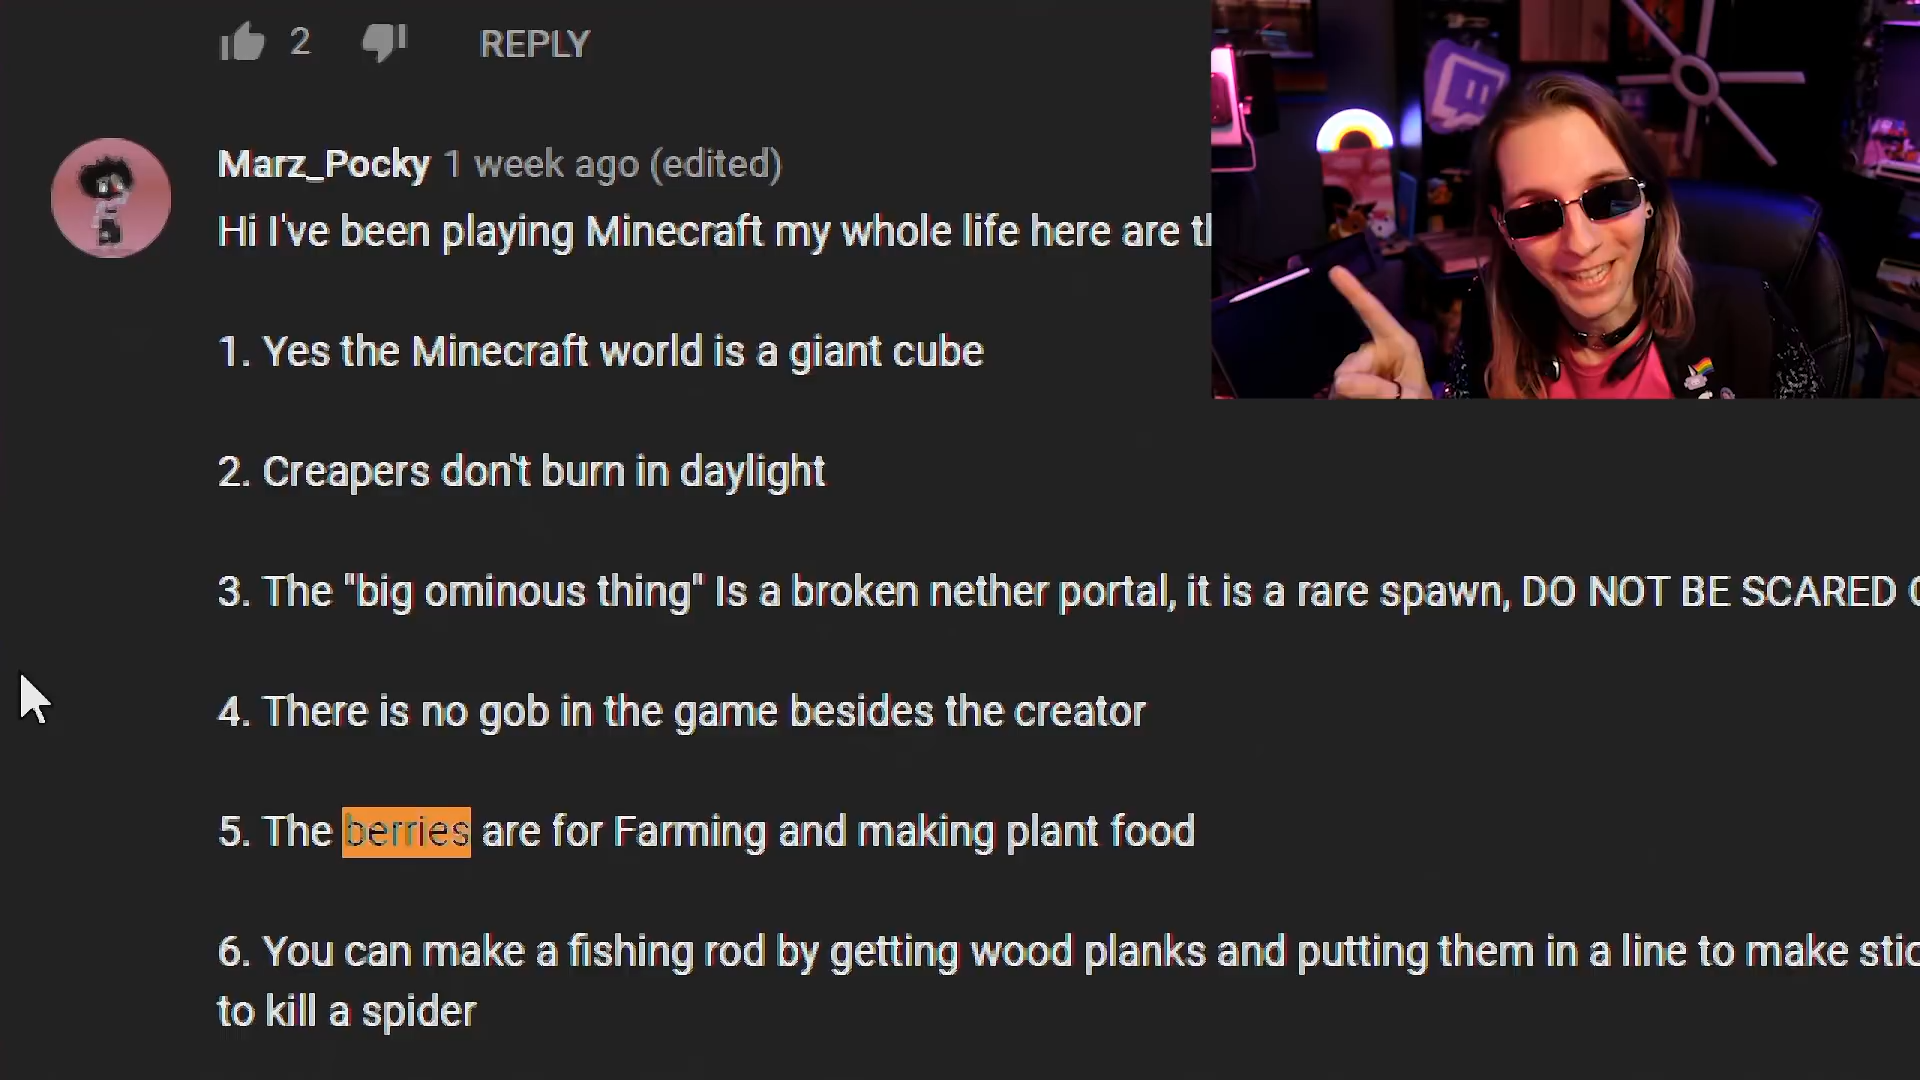 2 REPLY
Marz_Pocky 1 week ago (edited)
Hi I've been playing Minecraft my whole life here are
1. Yes the Minecraft world is a giant cube
2. Creapers don't burn in daylight
3. The "big ominous thing" Is a broken nether portal, it is a rare spawn, DO NOT BE SCARED
4. There is no gob in the game besides the creator
5. The berries are for Farming and making plant food
6. You can make a fishing rod by getting wood planks and putting them in a line to make
to kill a spider